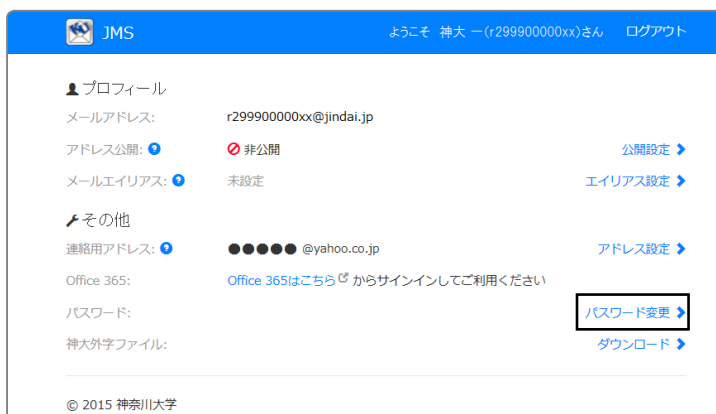 JMS ようこそ 神大 一(r299900000xx)さん ログアウト
プロフィール
メールアドレス: r299900000xx@jindai.jp
アドレス公開: 非公開 公開設定
メールエイリアス: 未設定 エイリアス設定
その他
連絡用アドレス: ●●●●● @yahoo.co.jp アドレス設定
Office 365: Office 365はこちら からサインインしてご利用ください
パスワード: パスワード変更
神大外字ファイル: ダウンロード
© 2015 神奈川大学